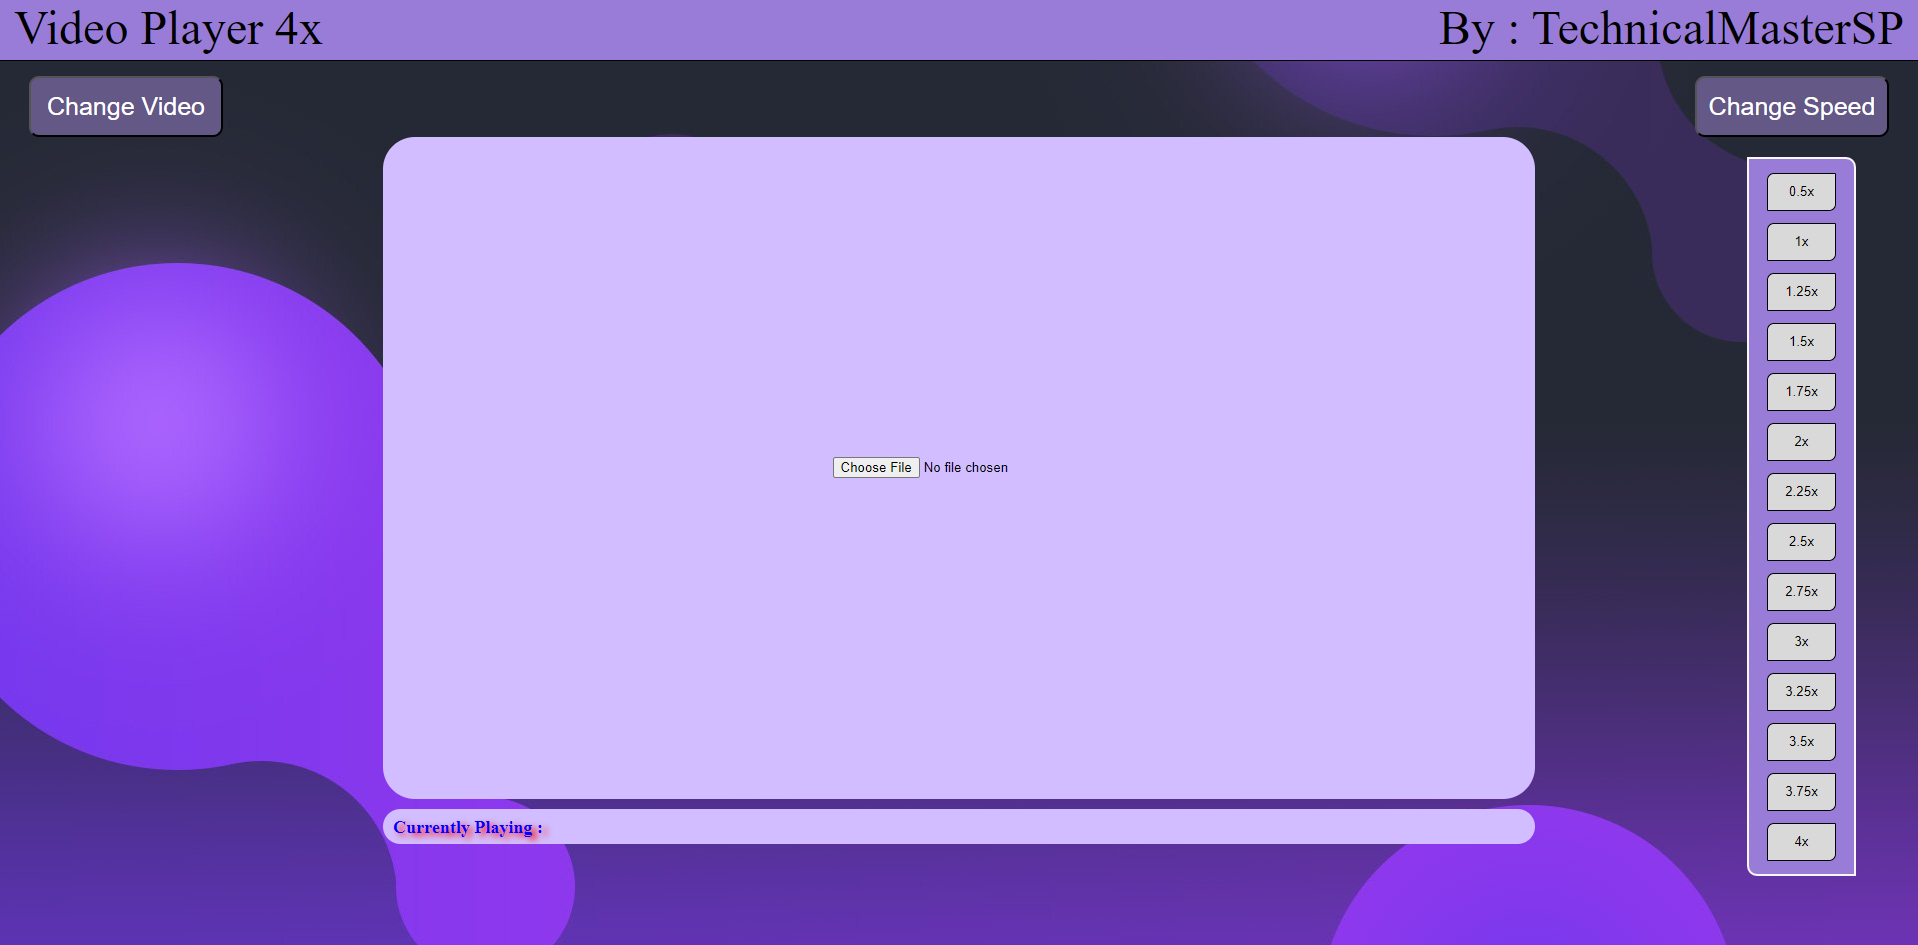 Video Player 4x
By : TechnicalMasterSP
Change Video
Change Speed
0.5x
1x
1.25x
1.5x
1.75x
2x
2.25x
2.5x
2.75x
3x
3.25x
3.5x
3.75x
4x
Choose File No file chosen
Currently Playing :